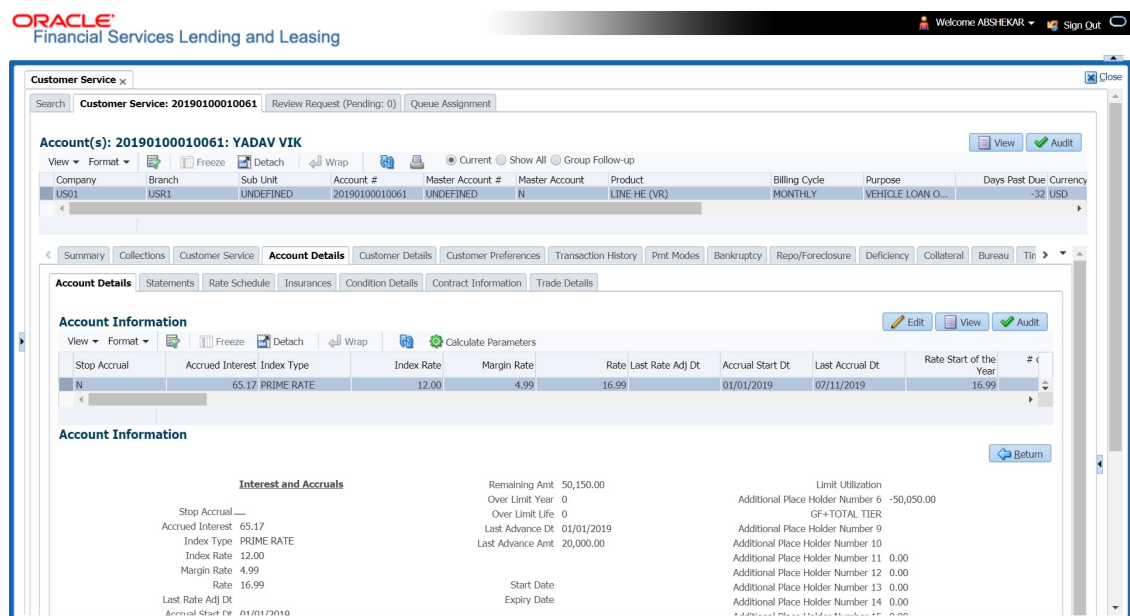 ORACLE
Financial Services Lending and Leasing
Welcome ABSHEKAR Sign Out
Customer Service x
Close
Search Customer Service: 20190100010061 Review Request (Pending: 0) Queue Assignment
Account(s): 20190100010061: YADAV VIK
View Audit
View Format Freeze Detach Wrap Current Show All Group Follow-up
Company Branch Sub Unit Account # Master Account # Master Account Product Billing Cycle Purpose Days Past Due Currency
US01 USR1 UNDEFINED 20190100010061 UNDEFINED N LINE HE (VR) MONTHLY VEHICLE LOAN O... -32 USD
Summary Collections Customer Service Account Details Customer Details Customer Preferences Transaction History Pmt Modes Bankruptcy Repo/Foreclosure Deficiency Collateral Bureau Tin
Account Details Statements Rate Schedule Insurances Condition Details Contract Information Trade Details
Account Information
Edit View Audit
View Format Freeze Detach Wrap Calculate Parameters
Stop Accrual Accrued Interest Index Type Index Rate Margin Rate Rate Last Rate Adj Dt Accrual Start Dt Last Accrual Dt Rate Start of the Year #
N 65.17 PRIME RATE 12.00 4.99 16.99 01/01/2019 07/11/2019 16.99
Account Information
Return
Interest and Accruals
Stop Accrual
Accrued Interest 65.17
Index Type PRIME RATE
Index Rate 12.00
Margin Rate 4.99
Rate 16.99
Last Rate Adj Dt
Accrual Start Dt 01/01/2019
Remaining Amt 50,150.00
Over Limit Year 0
Over Limit Life 0
Last Advance Dt 01/01/2019
Last Advance Amt 20,000.00
Start Date
Expiry Date
Limit Utilization
Additional Place Holder Number 6 -50,050.00
GF+TOTAL TIER
Additional Place Holder Number 9
Additional Place Holder Number 10
Additional Place Holder Number 11 0.00
Additional Place Holder Number 12 0.00
Additional Place Holder Number 13 0.00
Additional Place Holder Number 14 0.00
Additional Place Holder Number 15 0.00